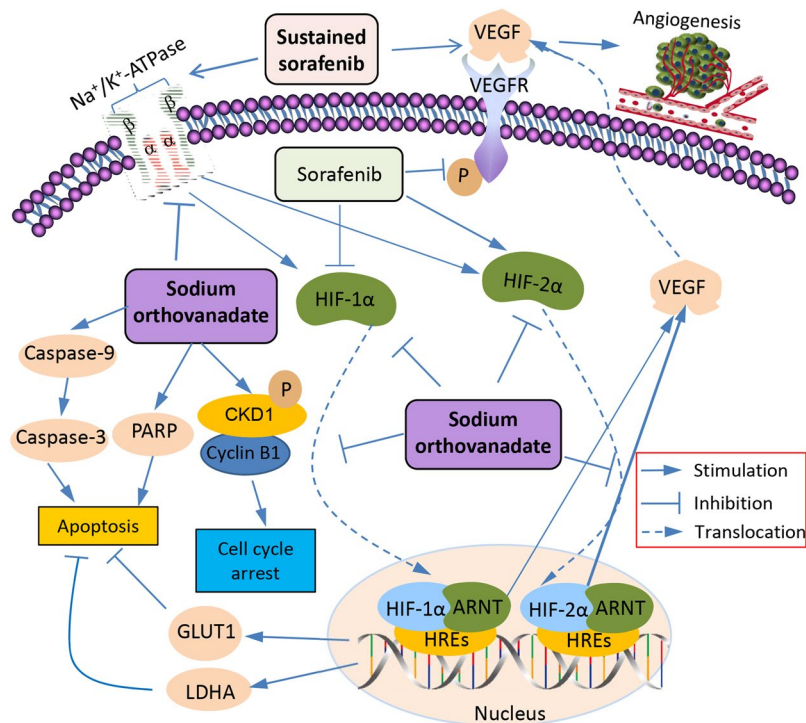 Angiogenesis
VEGF
Sustained
sorafenib
Na⁺/K⁺-ATPase
VEGFR
β
β
α
α
P
Sorafenib
HIF-1α
HIF-2α
VEGF
Sodium
orthovanadate
Caspase-9
P
CKD1
Caspase-3
PARP
Cyclin B1
Sodium
orthovanadate
Stimulation
Inhibition
Translocation
Apoptosis
Cell cycle
arrest
HIF-1α
ARNT
HREs
HIF-2α
ARNT
HREs
GLUT1
LDHA
Nucleus